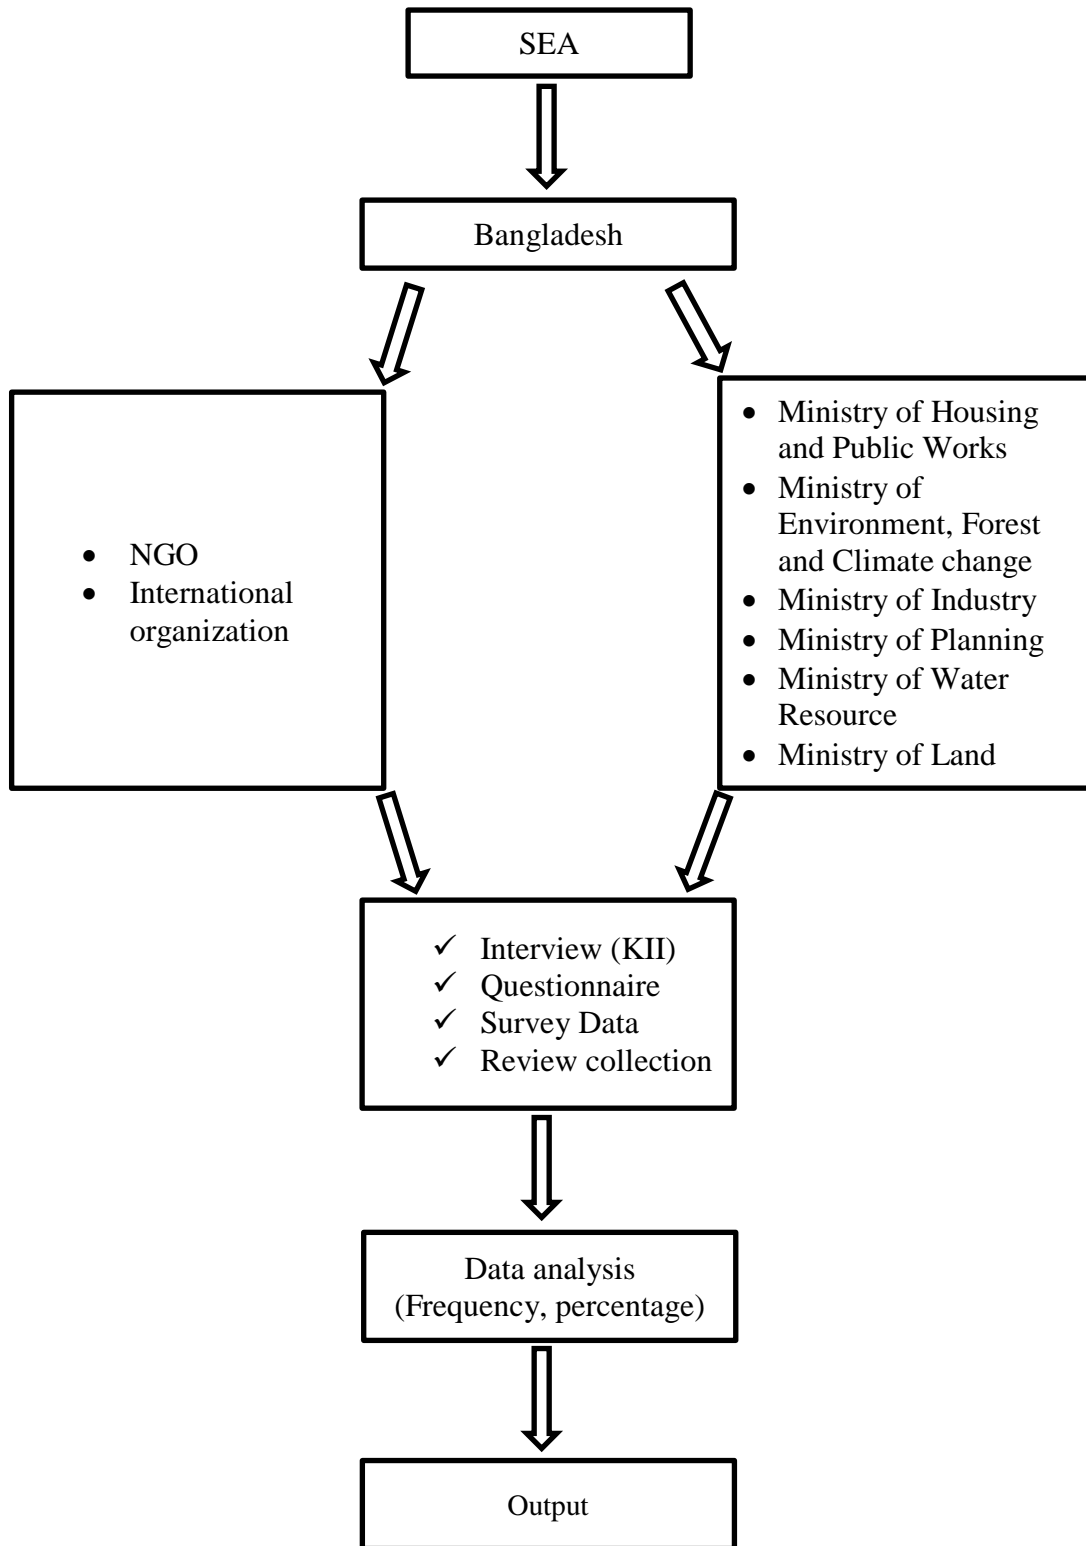 SEA
Bangladesh
• NGO
• International
organization
• Ministry of Housing
and Public Works
• Ministry of
Environment, Forest
and Climate change
• Ministry of Industry
• Ministry of Planning
• Ministry of Water
Resource
• Ministry of Land
✓ Interview (KII)
✓ Questionnaire
✓ Survey Data
✓ Review collection
Data analysis
(Frequency, percentage)
Output